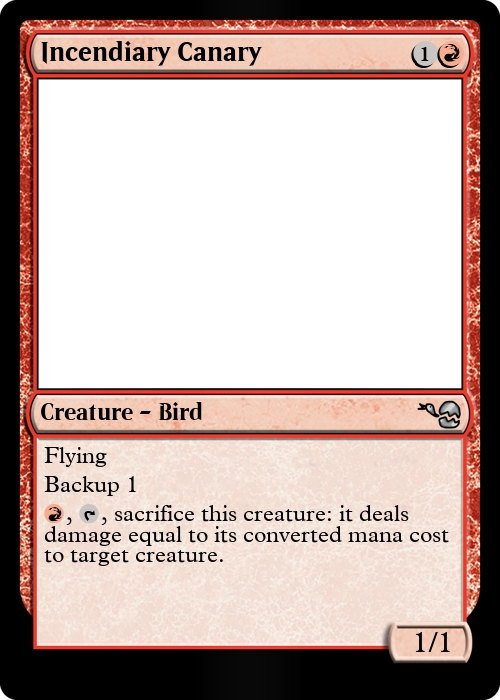 Incendiary Canary 1
Creature – Bird
Flying
Backup 1
, , sacrifice this creature: it deals
damage equal to its converted mana cost
to target creature.
1/1